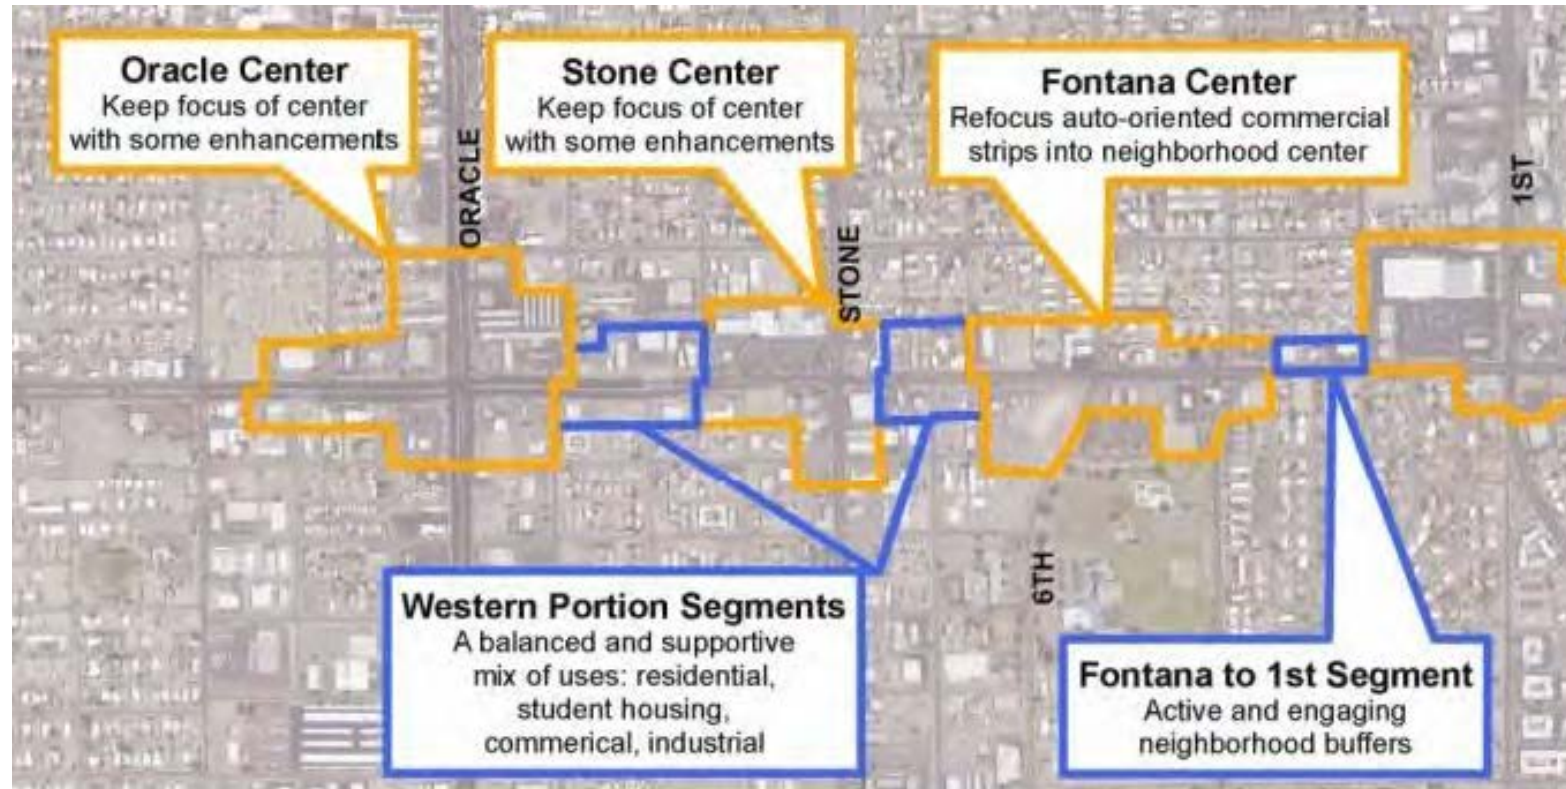 Oracle Center
Keep focus of center
with some enhancements
Stone Center
Keep focus of center
with some enhancements
Fontana Center
Refocus auto-oriented commercial
strips into neighborhood center
ORACLE
STONE
1ST
6TH
Western Portion Segments
A balanced and supportive
mix of uses: residential,
student housing,
commerical, industrial
Fontana to 1st Segment
Active and engaging
neighborhood buffers